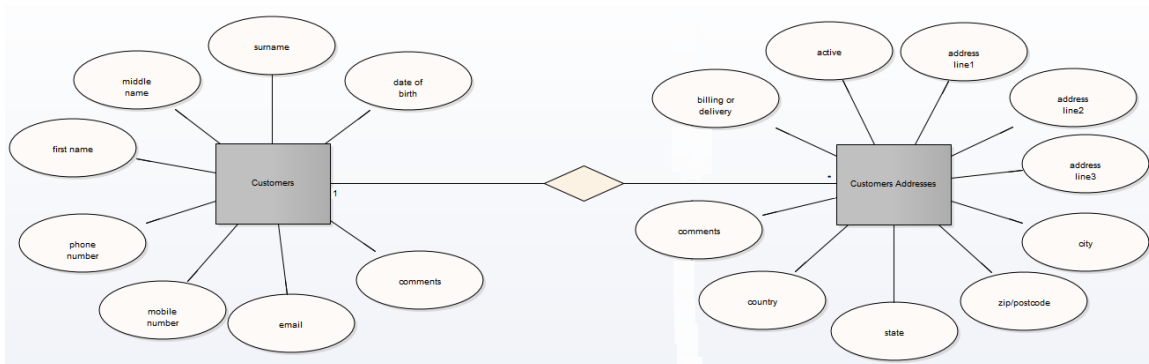 surname
middle
name
date of
birth
first name
Customers
1
phone
number
mobile
number
email
comments
active
address
line1
billing or
delivery
address
line2
address
line3
*
Customers Addresses
comments
city
country
state
zip/postcode